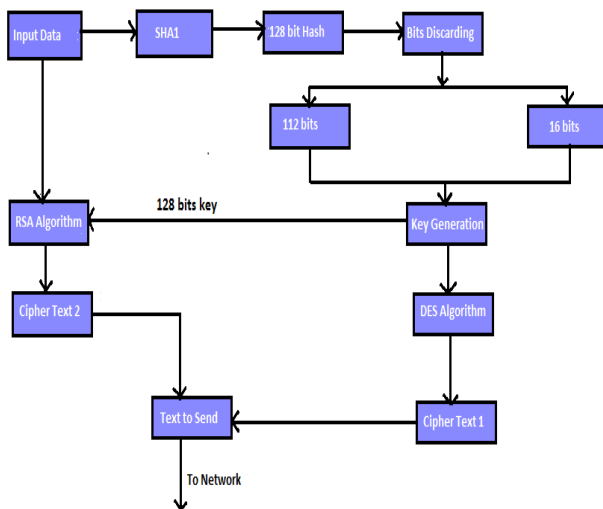 Input Data
SHA1
128 bit Hash
Bits Discarding
112 bits
16 bits
128 bits key
RSA Algorithm
Key Generation
Cipher Text 2
DES Algorithm
Text to Send
Cipher Text 1
To Network